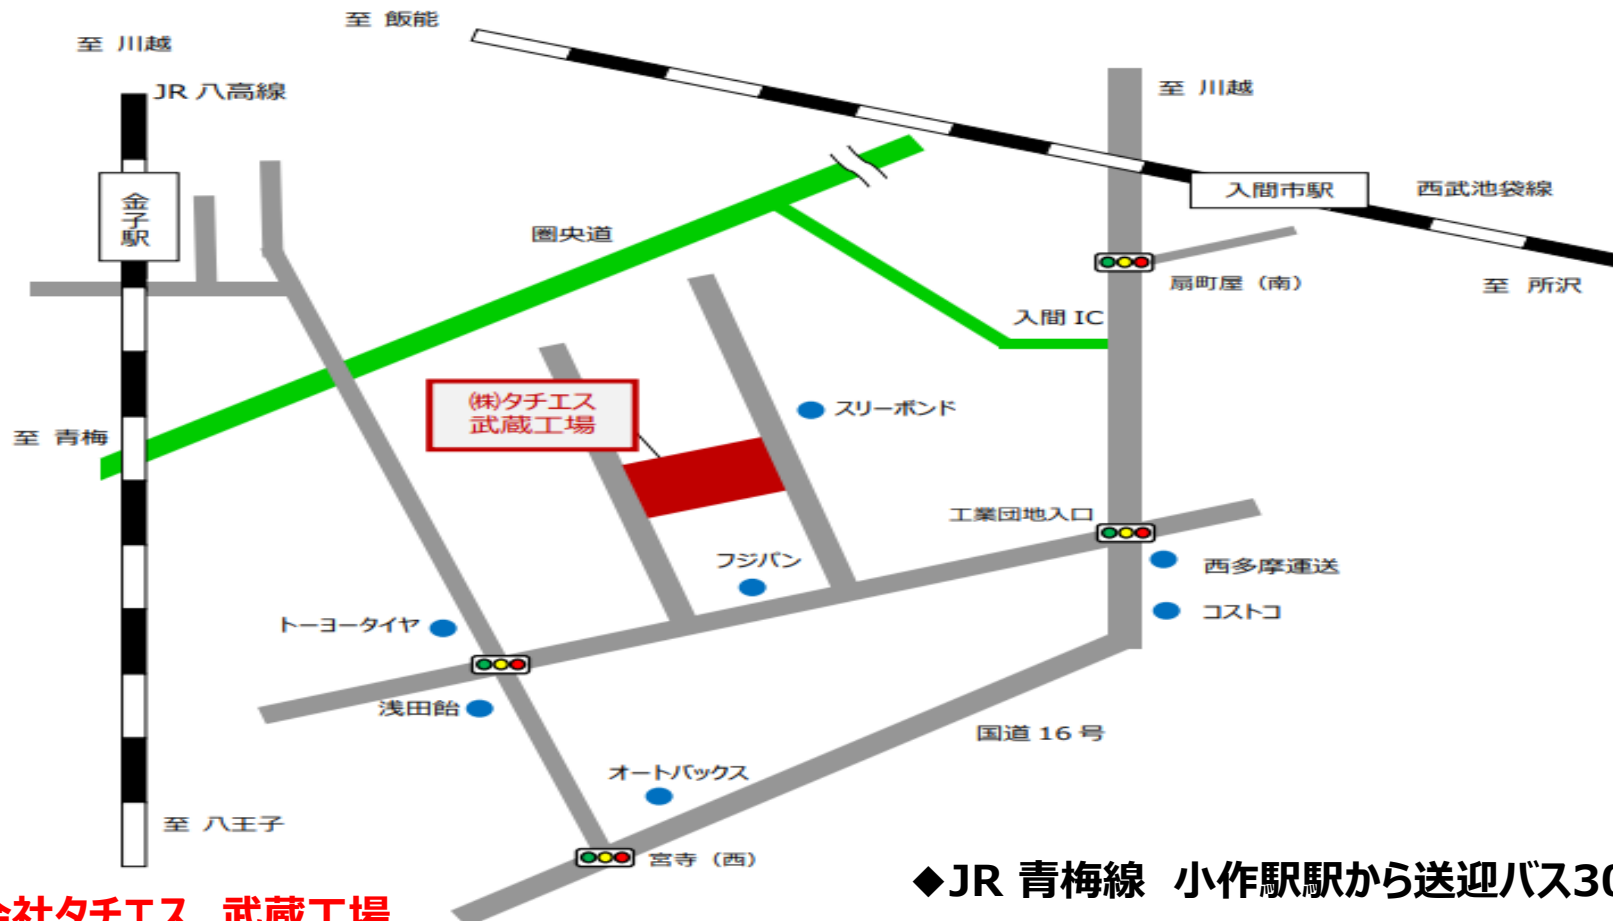 至 飯能
至 川越
JR 八高線
至 川越
金子駅
入間市駅
西武池袋線
圏央道
扇町屋（南）
至 所沢
入間 IC
㈱タチエス
武蔵工場
スリーボンド
至 青梅
工業団地入口
フジパン
西多摩運送
コストコ
トーヨータイヤ
浅田飴
国道 16 号
オートバックス
至 八王子
宮寺（西）
◆JR 青梅線 小作駅駅から送迎バス30
会社タチエス 武蔵工場